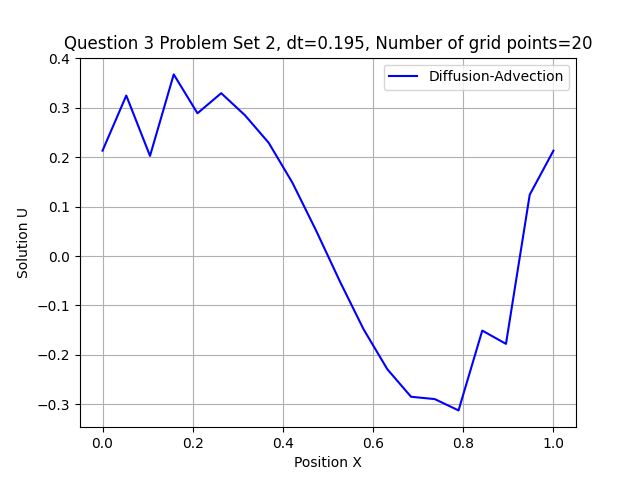 Question 3 Problem Set 2, dt=0.195, Number of grid points=20
Diffusion-Advection
Solution U
0.4
0.3
0.2
0.1
0.0
−0.1
−0.2
−0.3
0.0 0.2 0.4 0.6 0.8 1.0
Position X